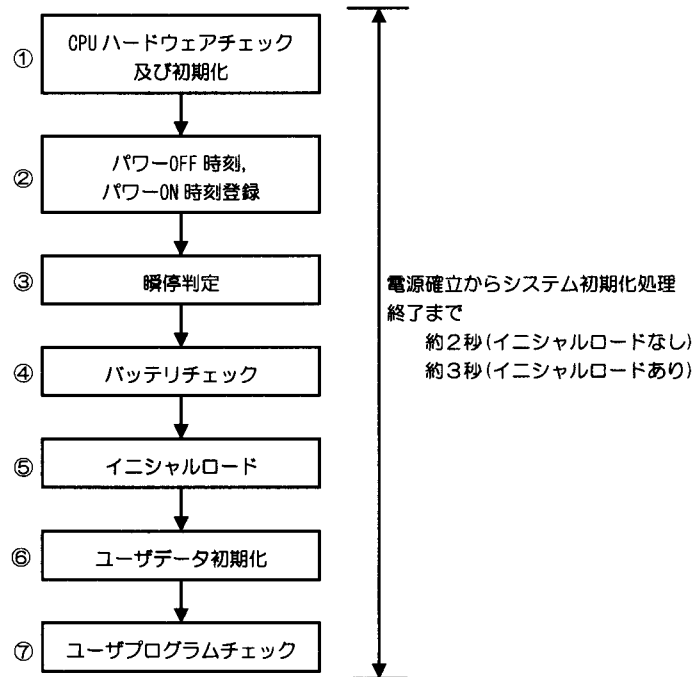 ①
CPUハードウェアチェック
及び初期化
②
パワーOFF時刻,
パワーON時刻登録
③
瞬停判定
④
バッテリチェック
⑤
イニシャルロード
⑥
ユーザデータ初期化
⑦
ユーザプログラムチェック
電源確立からシステム初期化処理
終了まで
約2秒(イニシャルロードなし)
約3秒(イニシャルロードあり)